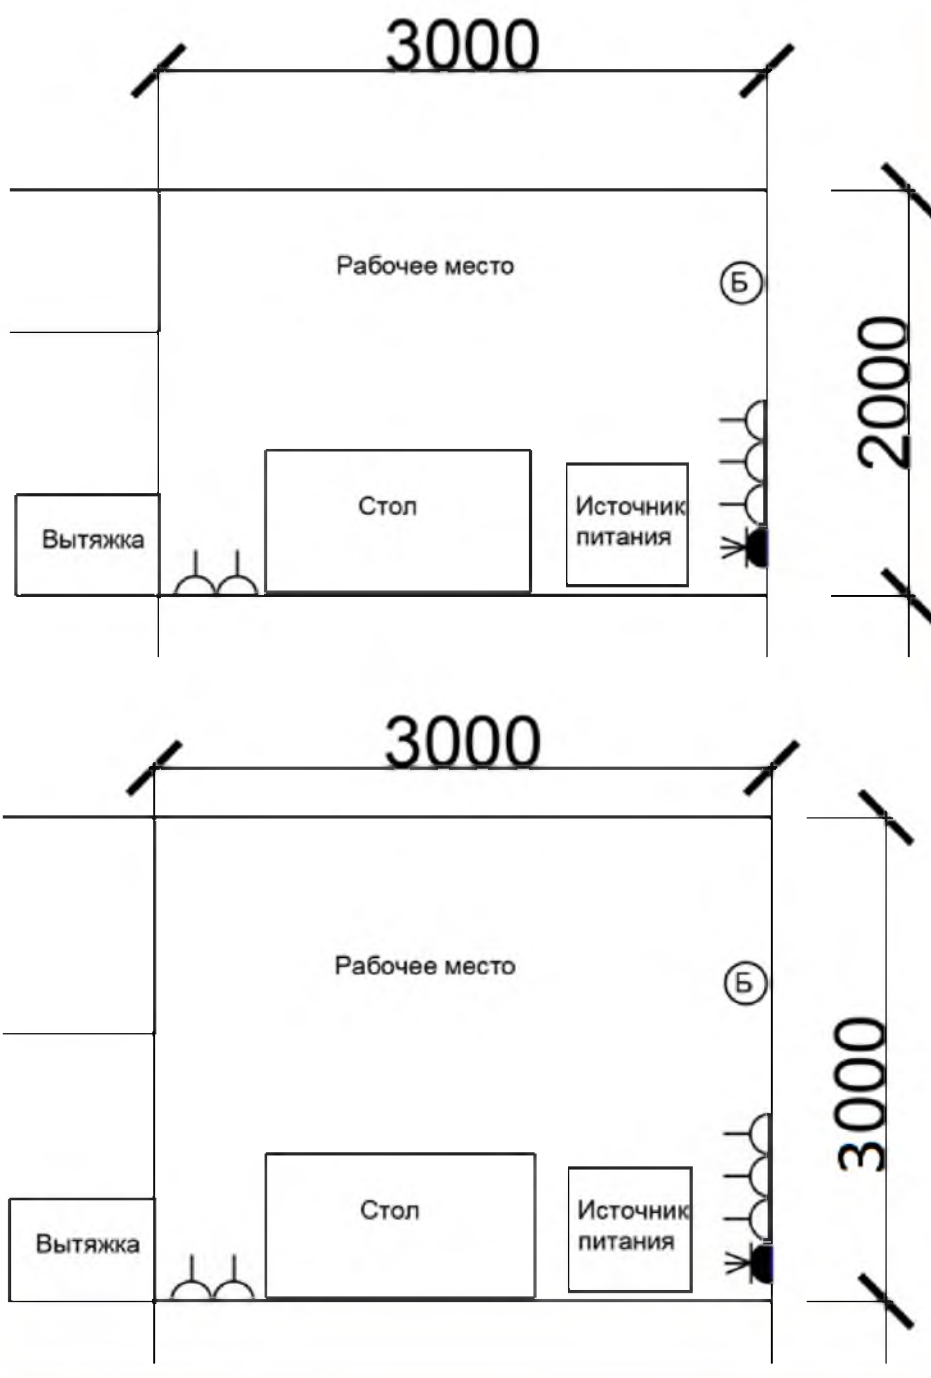 3000
Рабочее место
Б
2000
Стол
Источник
питания
Вытяжка
3000
Рабочее место
Б
3000
Стол
Источник
питания
Вытяжка